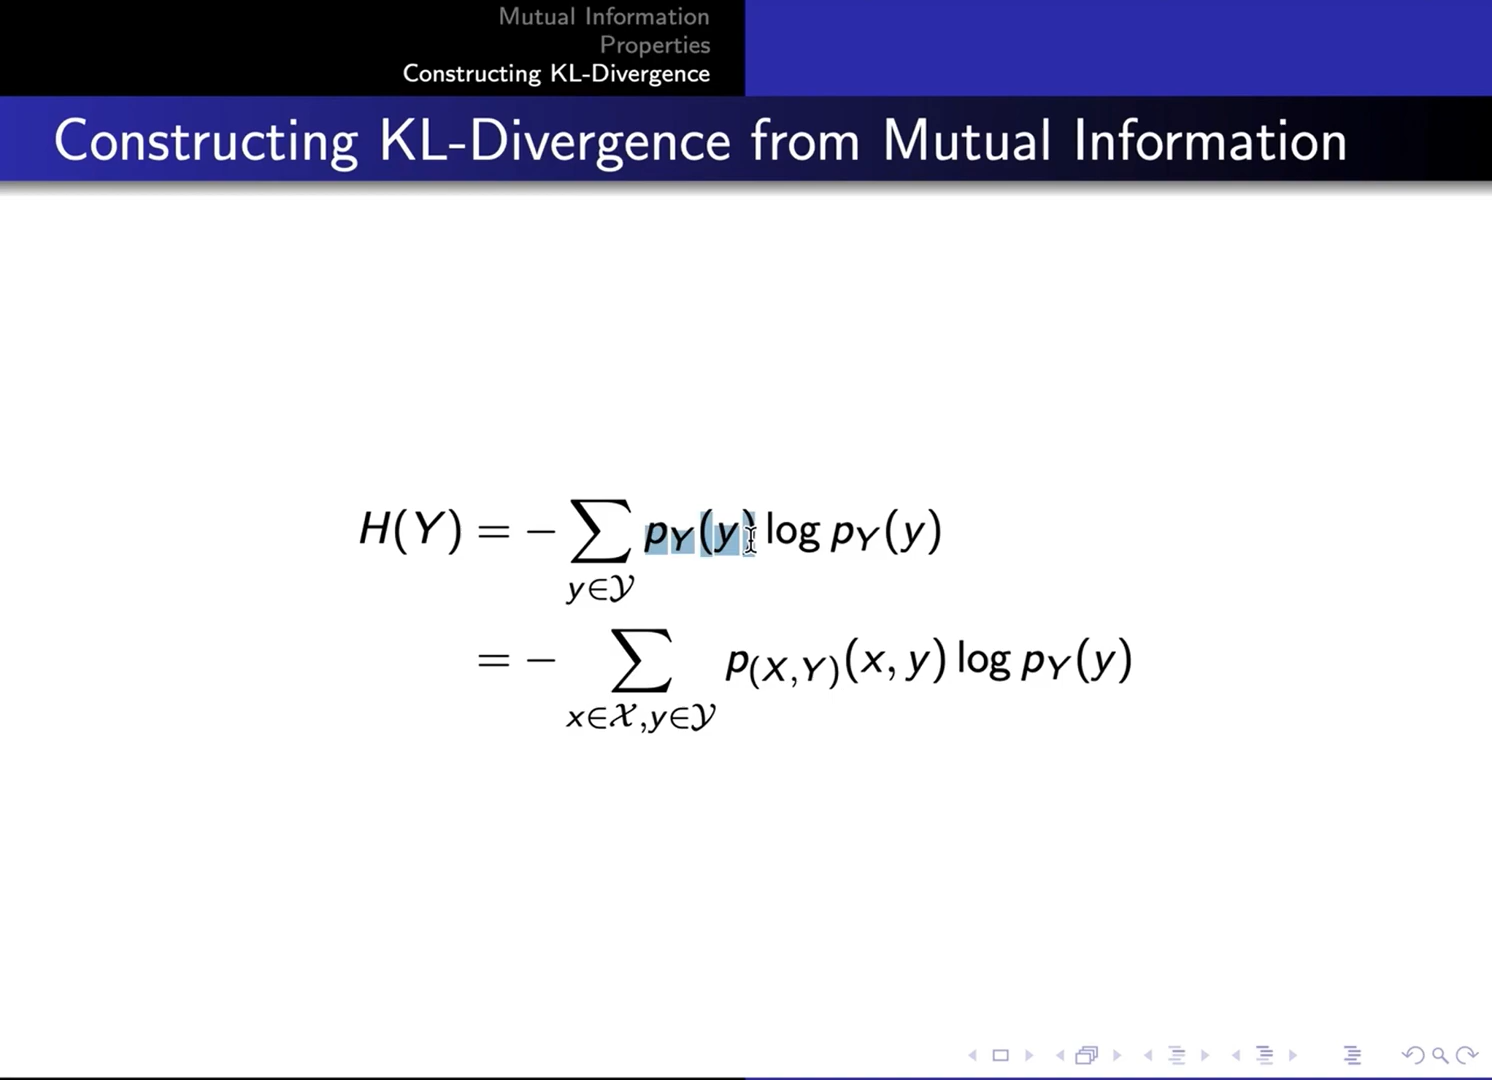 Mutual Information
Properties
Constructing KL-Divergence
Constructing KL-Divergence from Mutual Information
H(Y) = − ∑_{y∈𝒴} p_Y(y) log p_Y(y)
= − ∑_{x∈𝒳,y∈𝒴} p_{(X,Y)}(x, y) log p_Y(y)